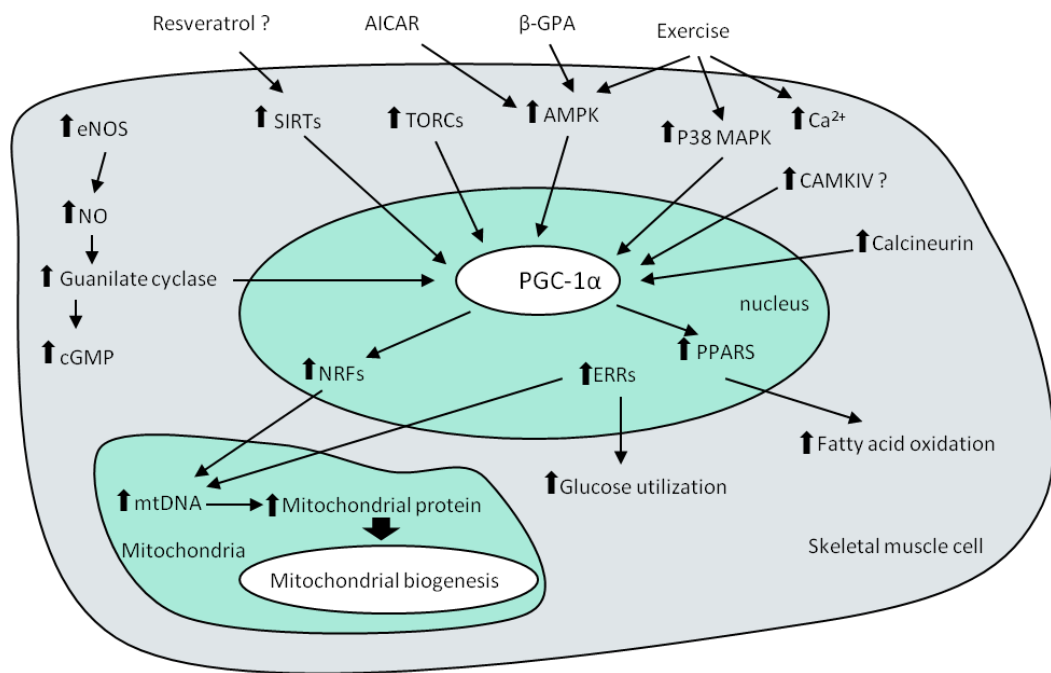 Resveratrol ?
AICAR
β-GPA
Exercise
eNOS
SIRTs
TORCs
AMPK
P38 MAPK
Ca²⁺
NO
CAMKIV ?
Guanilate cyclase
Calcineurin
PGC-1α
nucleus
cGMP
NRFs
ERRs
PPARS
Fatty acid oxidation
Glucose utilization
mtDNA
Mitochondrial protein
Mitochondria
Skeletal muscle cell
Mitochondrial biogenesis